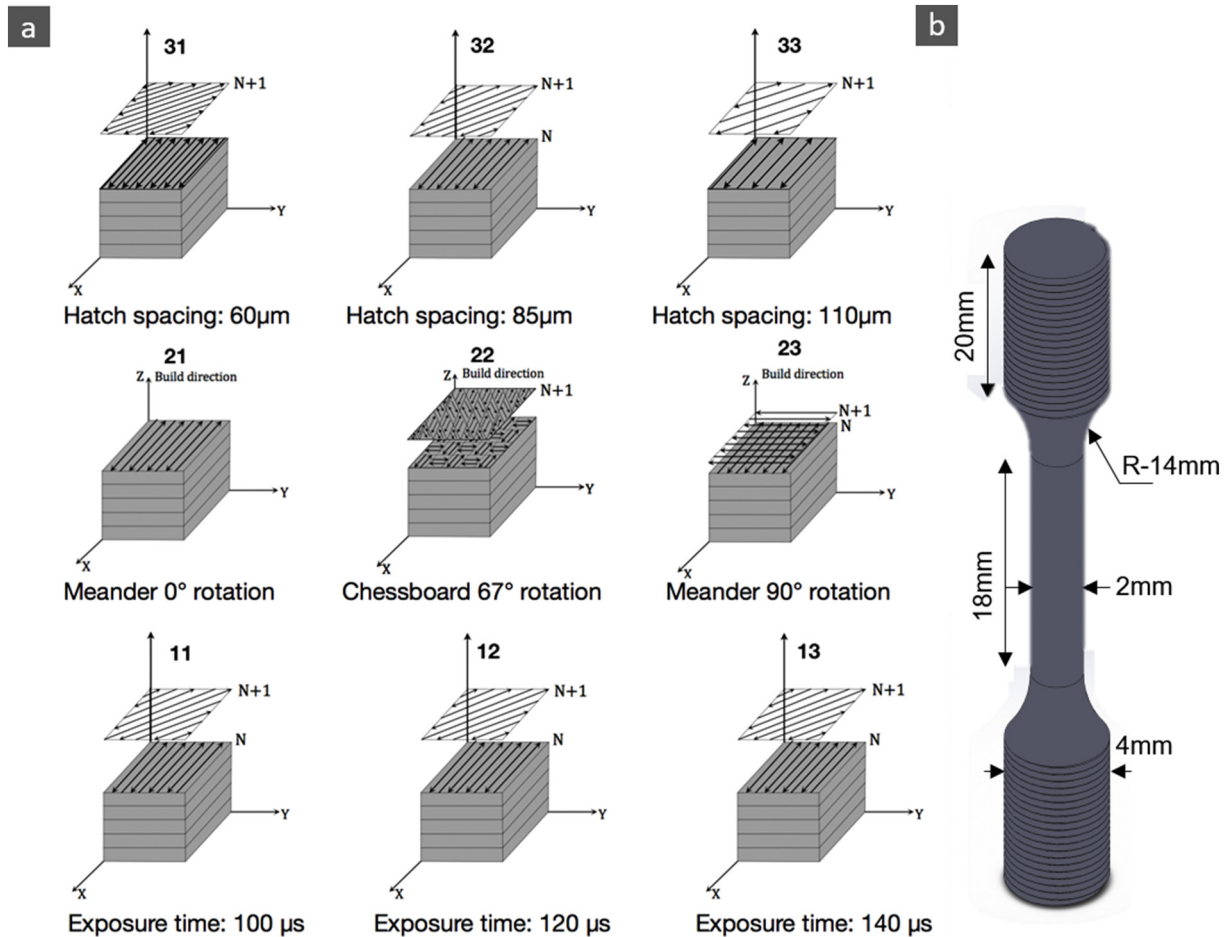 a
31
N+1
Y
X
Hatch spacing: 60µm
32
N+1
N
Hatch spacing: 85µm
33
N+1
Y
X
Hatch spacing: 110µm
21
Z
Build direction
Y
X
Meander 0° rotation
22
Z
Build direction
N+1
Y
X
Chessboard 67° rotation
23
Z
Build direction
N+1
N
Y
X
Meander 90° rotation
11
N+1
N
Y
X
Exposure time: 100 µs
12
N+1
N
Y
X
Exposure time: 120 µs
13
N+1
N
Y
X
Exposure time: 140 µs
b
20mm
R-14mm
18mm
2mm
4mm